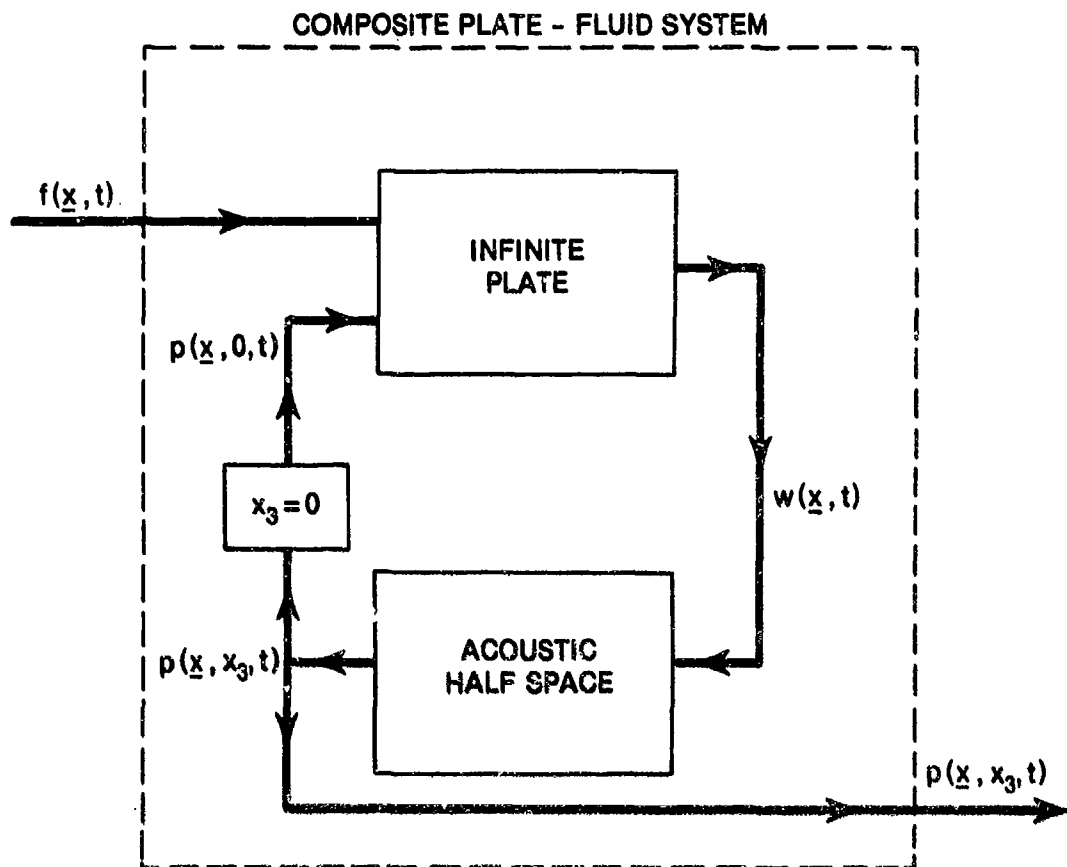 COMPOSITE PLATE - FLUID SYSTEM
f(x̲,t)
INFINITE
PLATE
p(x̲,0,t)
x₃=0
w(x̲,t)
p(x̲,x₃,t)
ACOUSTIC
HALF SPACE
p(x̲,x₃,t)